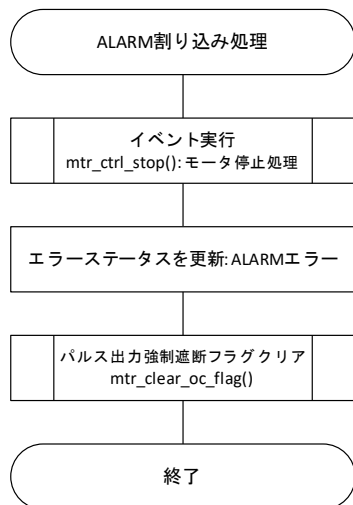 ALARM割り込み処理
イベント実行
mtr_ctrl_stop(): モータ停止処理
エラーステータスを更新: ALARMエラー
パルス出力強制遮断フラグクリア
mtr_clear_oc_flag()
終了